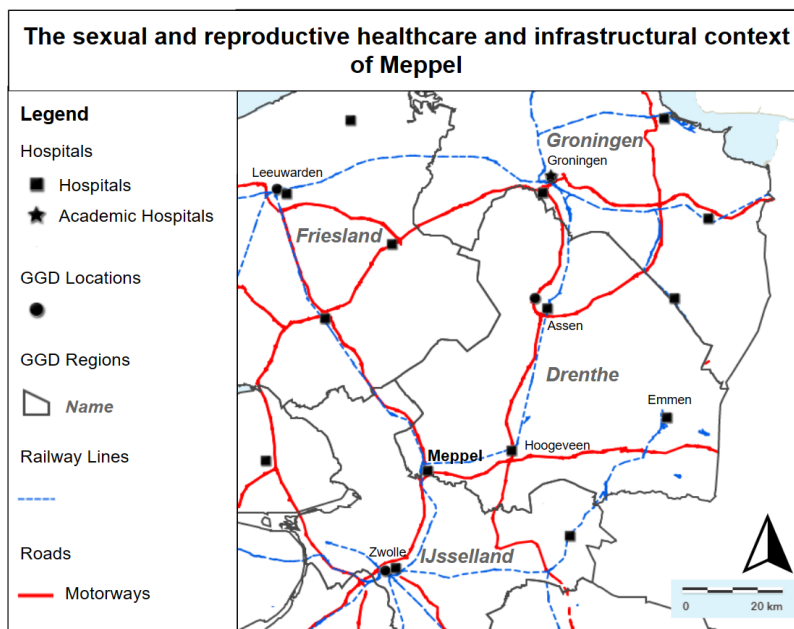 The sexual and reproductive healthcare and infrastructural context
of Meppel
Legend
Hospitals
Hospitals
Academic Hospitals
GGD Locations
GGD Regions
Name
Railway Lines
Roads
Motorways
Groningen
Groningen
Leeuwarden
Friesland
Assen
Drenthe
Emmen
Hoogeveen
Meppel
Zwolle
IJsselland
0 20 km